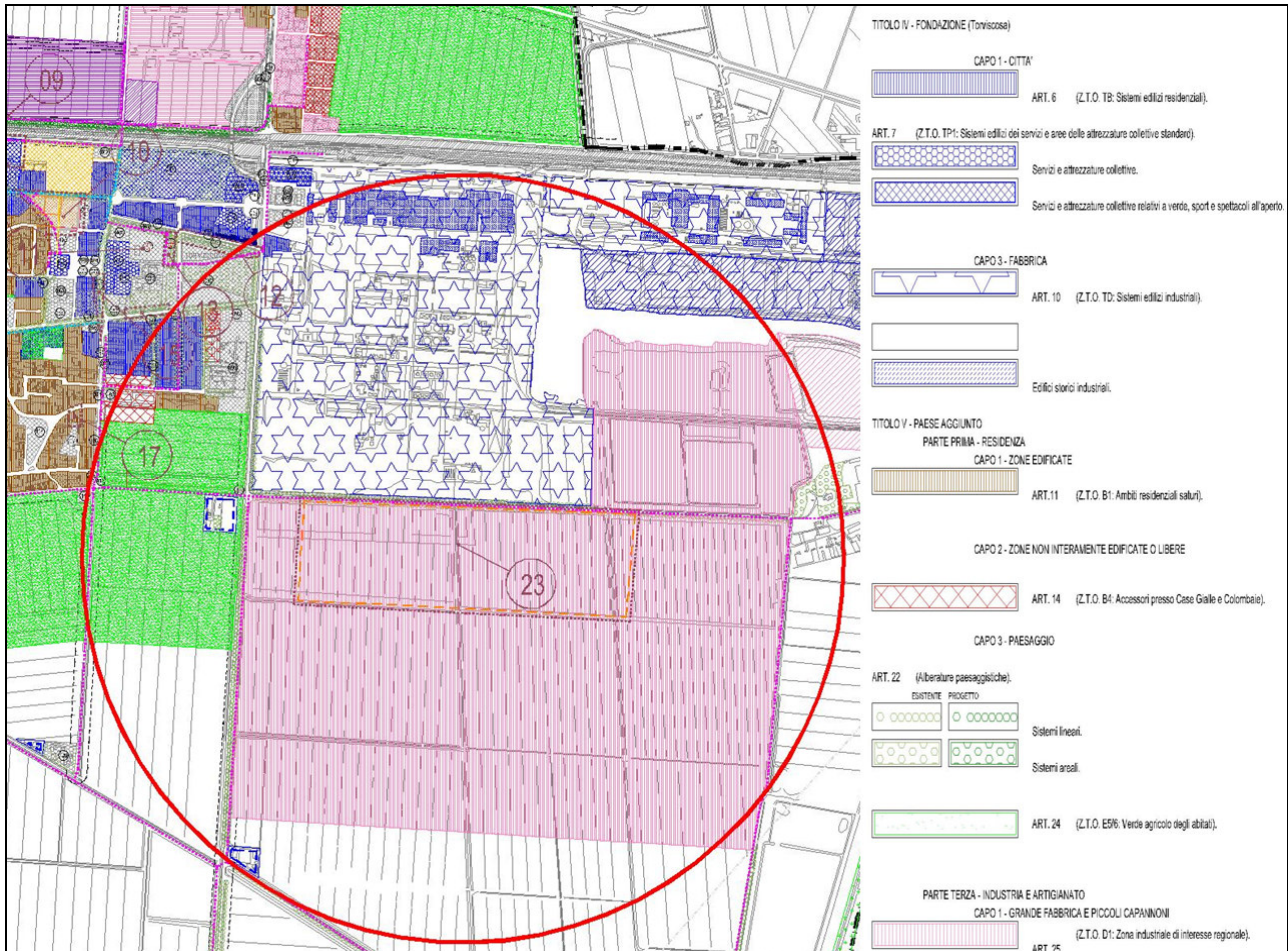 09
10
12
13
17
23
TITOLO IV - FONDAZIONE (Torviscosa)
CAPO 1 - CITTA'
ART. 6 (Z.T.O. TB: Sistemi edilizi residenziali).
ART. 7 (Z.T.O. TP1: Sistemi edilizi dei servizi e aree delle attrezzature collettive standard).
Servizi e attrezzature collettive.
Servizi e attrezzature collettive relativi a verde, sport e spettacoli all'aperto.
CAPO 3 - FABBRICA
ART. 10 (Z.T.O. TD: Sistemi edilizi industriali).
Edifici storici industriali.
TITOLO V - PAESE AGGIUNTO
PARTE PRIMA - RESIDENZA
CAPO 1 - ZONE EDIFICATE
ART.11 (Z.T.O. B1: Ambiti residenziali saturi).
CAPO 2 - ZONE NON INTERAMENTE EDIFICATE O LIBERE
ART. 14 (Z.T.O. B4: Accessori presso Case Gialle e Colombaie).
CAPO 3 - PAESAGGIO
ART. 22 (Alberature paesaggistiche).
ESISTENTE PROGETTO
Sistemi lineari.
Sistemi areali.
ART. 24 (Z.T.O. E5/6: Verde agricolo degli abitati).
PARTE TERZA - INDUSTRIA E ARTIGIANATO
CAPO 1 - GRANDE FABBRICA E PICCOLI CAPANNONI
(Z.T.O. D1: Zona industriale di interesse regionale).
ART. 25